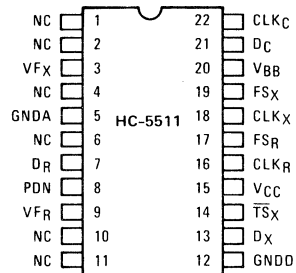 NC 1 22 CLKC
NC 2 21 DC
VFX 3 20 VBB
NC 4 19 FSX
GNDA 5 HC-5511 18 CLKX
NC 6 17 FSR
DR 7 16 CLKR
PDN 8 15 VCC
VFR 9 14 T̅S̅X
NC 10 13 DX
NC 11 12 GNDD